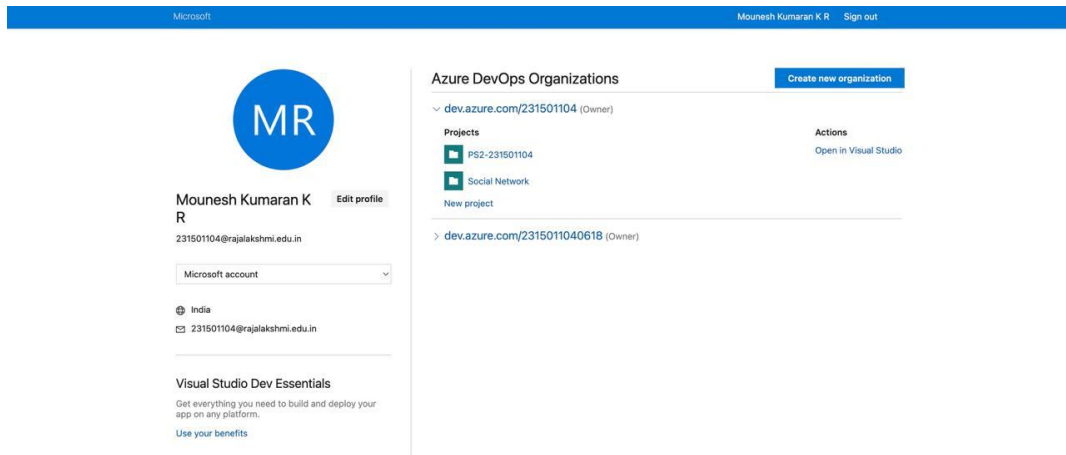 Microsoft
Mounesh Kumaran K R Sign out
MR
Mounesh Kumaran K
R
Edit profile
231501104@rajalakshmi.edu.in
Microsoft account
India
231501104@rajalakshmi.edu.in
Visual Studio Dev Essentials
Get everything you need to build and deploy your
app on any platform.
Use your benefits
Azure DevOps Organizations
Create new organization
dev.azure.com/231501104 (Owner)
Projects
Actions
PS2-231501104
Open in Visual Studio
Social Network
New project
dev.azure.com/2315011040618 (Owner)